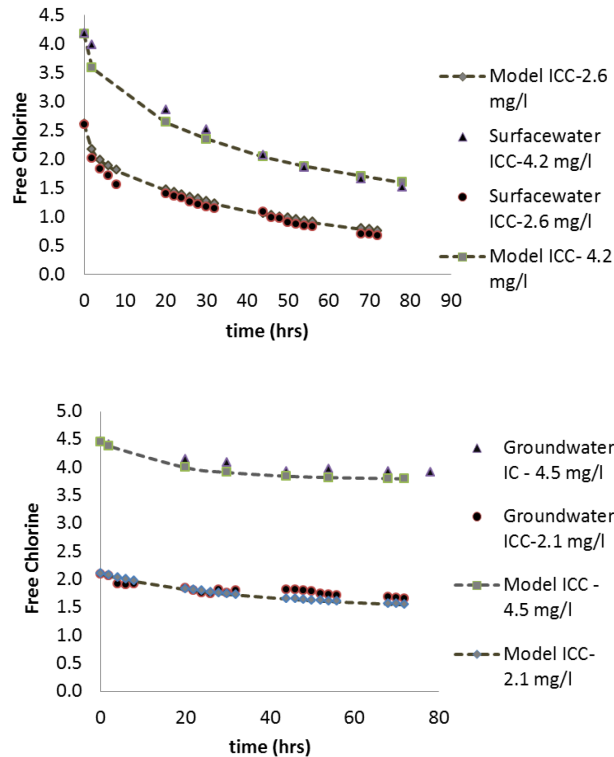 4.5
4.0
3.5
3.0
2.5
2.0
1.5
1.0
0.5
0.0
Free Chlorine
0 10 20 30 40 50 60 70 80 90
time (hrs)
Model ICC-2.6
mg/l
Surfacewater
ICC-4.2 mg/l
Surfacewater
ICC-2.6 mg/l
Model ICC- 4.2
mg/l
5.0
4.5
4.0
3.5
3.0
2.5
2.0
1.5
1.0
0.5
0.0
Free Chlorine
0 20 40 60 80
time (hrs)
Groundwater
IC - 4.5 mg/l
Groundwater
ICC-2.1 mg/l
Model ICC -
4.5 mg/l
Model ICC-
2.1 mg/l